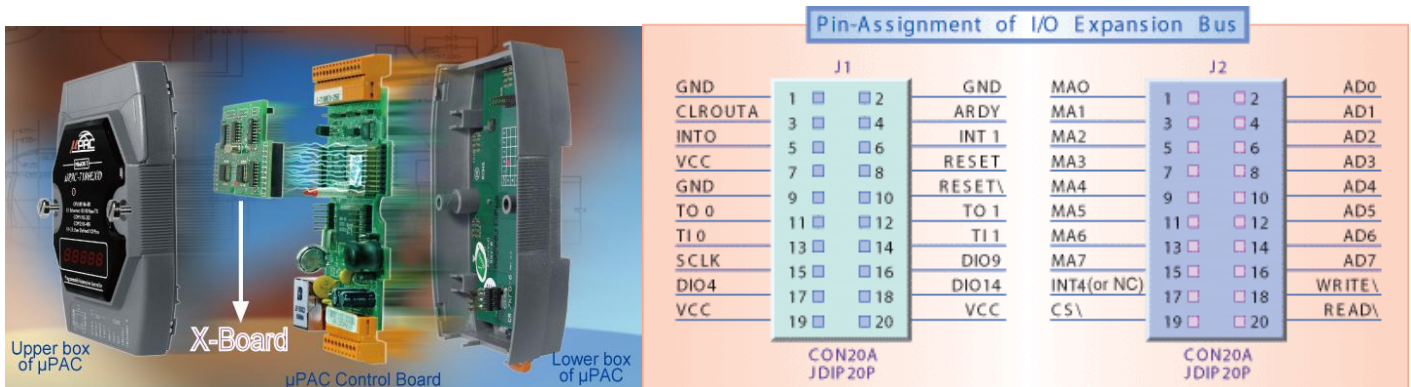 µPAC
µPAC-7186EXD
88888
X-Board
Upper box
of µPAC
µPAC Control Board
Lower box
of µPAC
Pin-Assignment of I/O Expansion Bus
J1
GND 1 2 GND
CLROUTA 3 4 ARDY
INTO 5 6 INT 1
VCC 7 8 RESET
GND 9 10 RESET\
TO 0 11 12 TO 1
TI 0 13 14 TI 1
SCLK 15 16 DIO9
DIO4 17 18 DIO14
VCC 19 20 VCC
CON20A
JDIP20P
J2
MAO 1 2 AD0
MA1 3 4 AD1
MA2 5 6 AD2
MA3 7 8 AD3
MA4 9 10 AD4
MA5 11 12 AD5
MA6 13 14 AD6
MA7 15 16 AD7
INT4(or NC) 17 18 WRITE\
CS\ 19 20 READ\
CON20A
JDIP20P